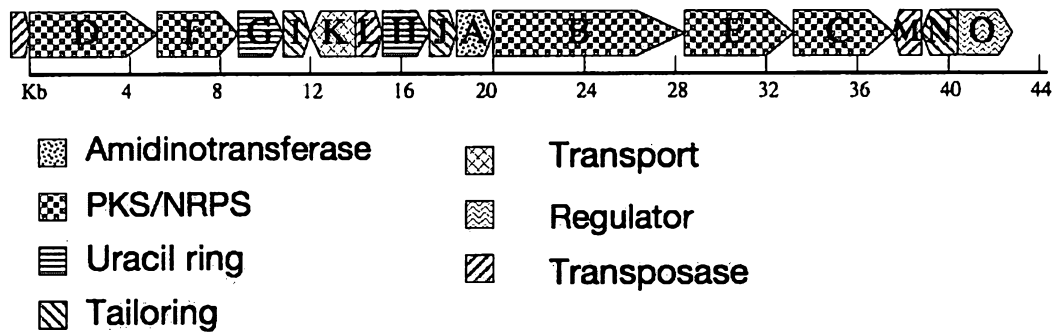 D F G I K L H J A B E C M N O
Kb 4 8 12 16 20 24 28 32 36 40 44
Amidinotransferase
PKS/NRPS
Uracil ring
Tailoring
Transport
Regulator
Transposase